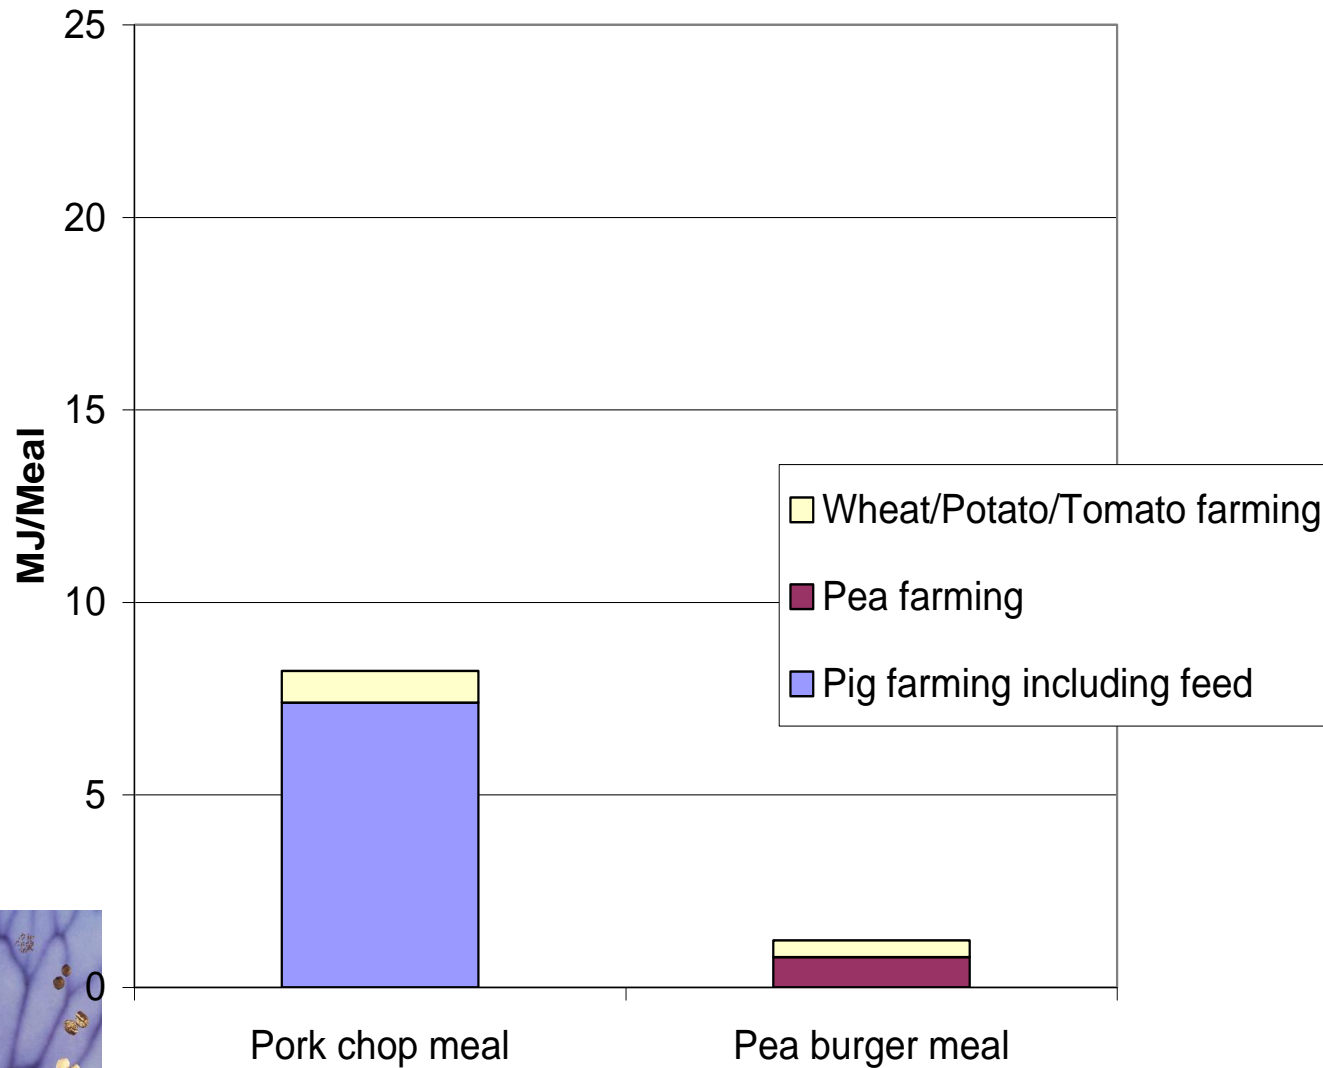 25
20
15
10
5
0
MJ/Meal
Wheat/Potato/Tomato farming
Pea farming
Pig farming including feed
Pork chop meal
Pea burger meal